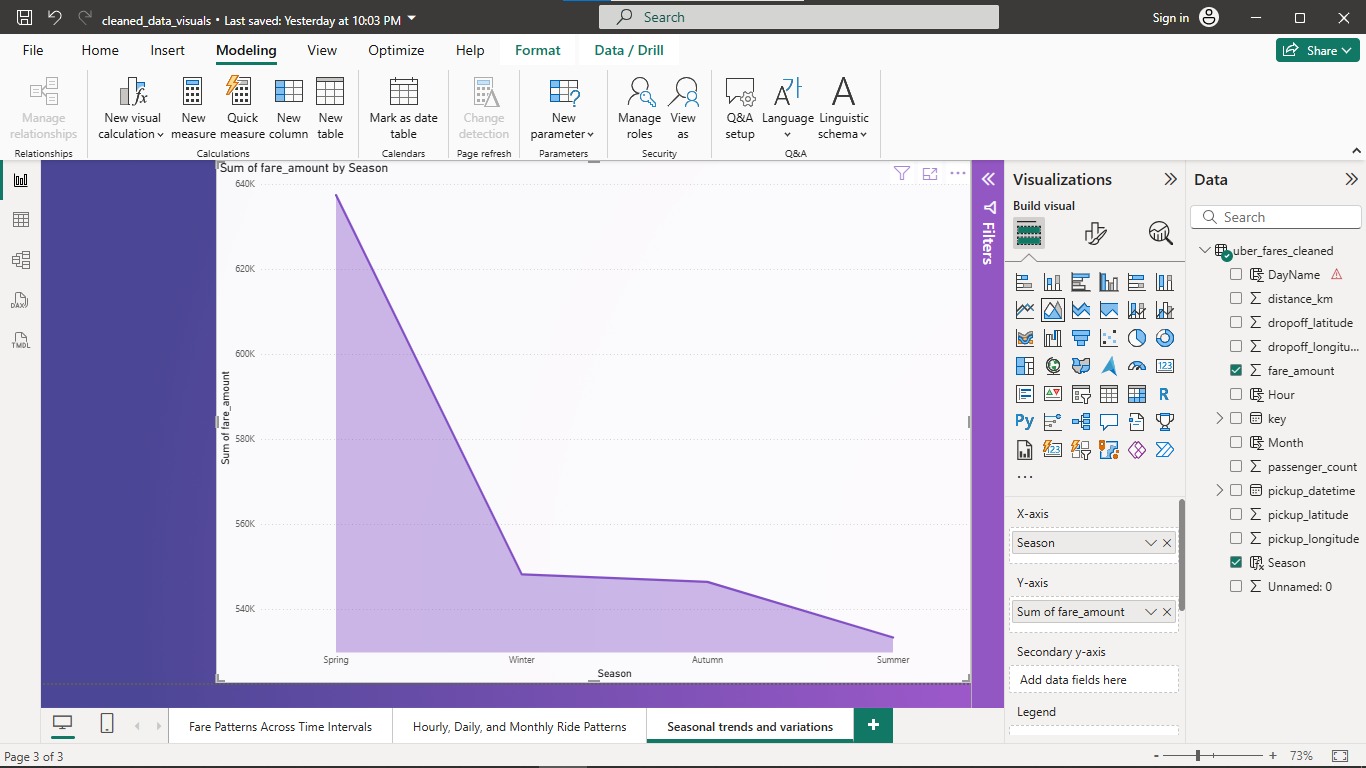 cleaned_data_visuals • Last saved: Yesterday at 10:03 PM
Search
Sign in
File
Home
Insert
Modeling
View
Optimize
Help
Format
Data / Drill
Share
Manage
relationships
Relationships
New visual
calculation
New
measure
Quick
measure
New
column
New
table
Calculations
Mark as date
table
Calendars
Change
detection
Page refresh
New
parameter
Parameters
Manage
roles
View
as
Security
Q&A
setup
Language
Linguistic
schema
Q&A
DAX
TMDL
Sum of fare_amount by Season
640K
620K
600K
580K
560K
540K
Sum of fare_amount
Spring
Winter
Autumn
Summer
Season
Filters
Visualizations
Build visual
123
R
Py
123
...
X-axis
Season
Y-axis
Sum of fare_amount
Secondary y-axis
Add data fields here
Legend
Data
Search
uber_fares_cleaned
DayName
distance_km
dropoff_latitude
dropoff_longitu...
fare_amount
Hour
key
Month
passenger_count
pickup_datetime
pickup_latitude
pickup_longitude
Season
Unnamed: 0
Fare Patterns Across Time Intervals
Hourly, Daily, and Monthly Ride Patterns
Seasonal trends and variations
+
Page 3 of 3
- + 73%